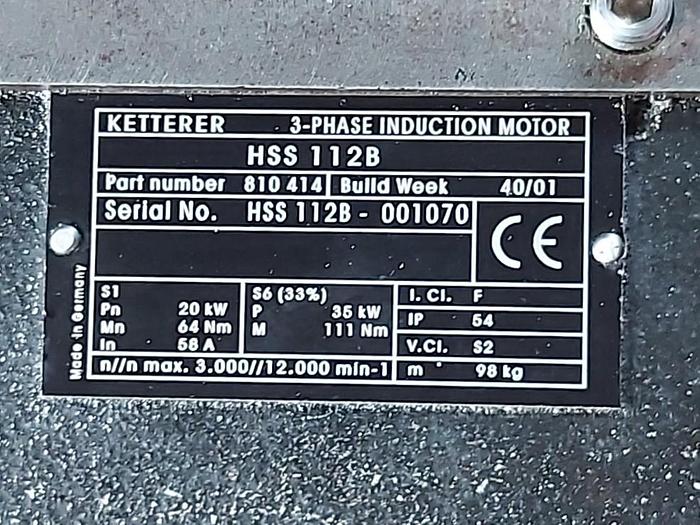 KETTERER 3-PHASE INDUCTION MOTOR
HSS 112B
Part number 810 414 Build Week 40/01
Serial No. HSS 112B - 001070
CE
S1
Pn 20 kW
Mn 64 Nm
In 58 A
S6 (33%)
P 35 kW
M 111 Nm
I. Cl. F
IP 54
V.Cl. S2
n//n max. 3.000//12.000 min-1
m 98 kg
Made in Germany